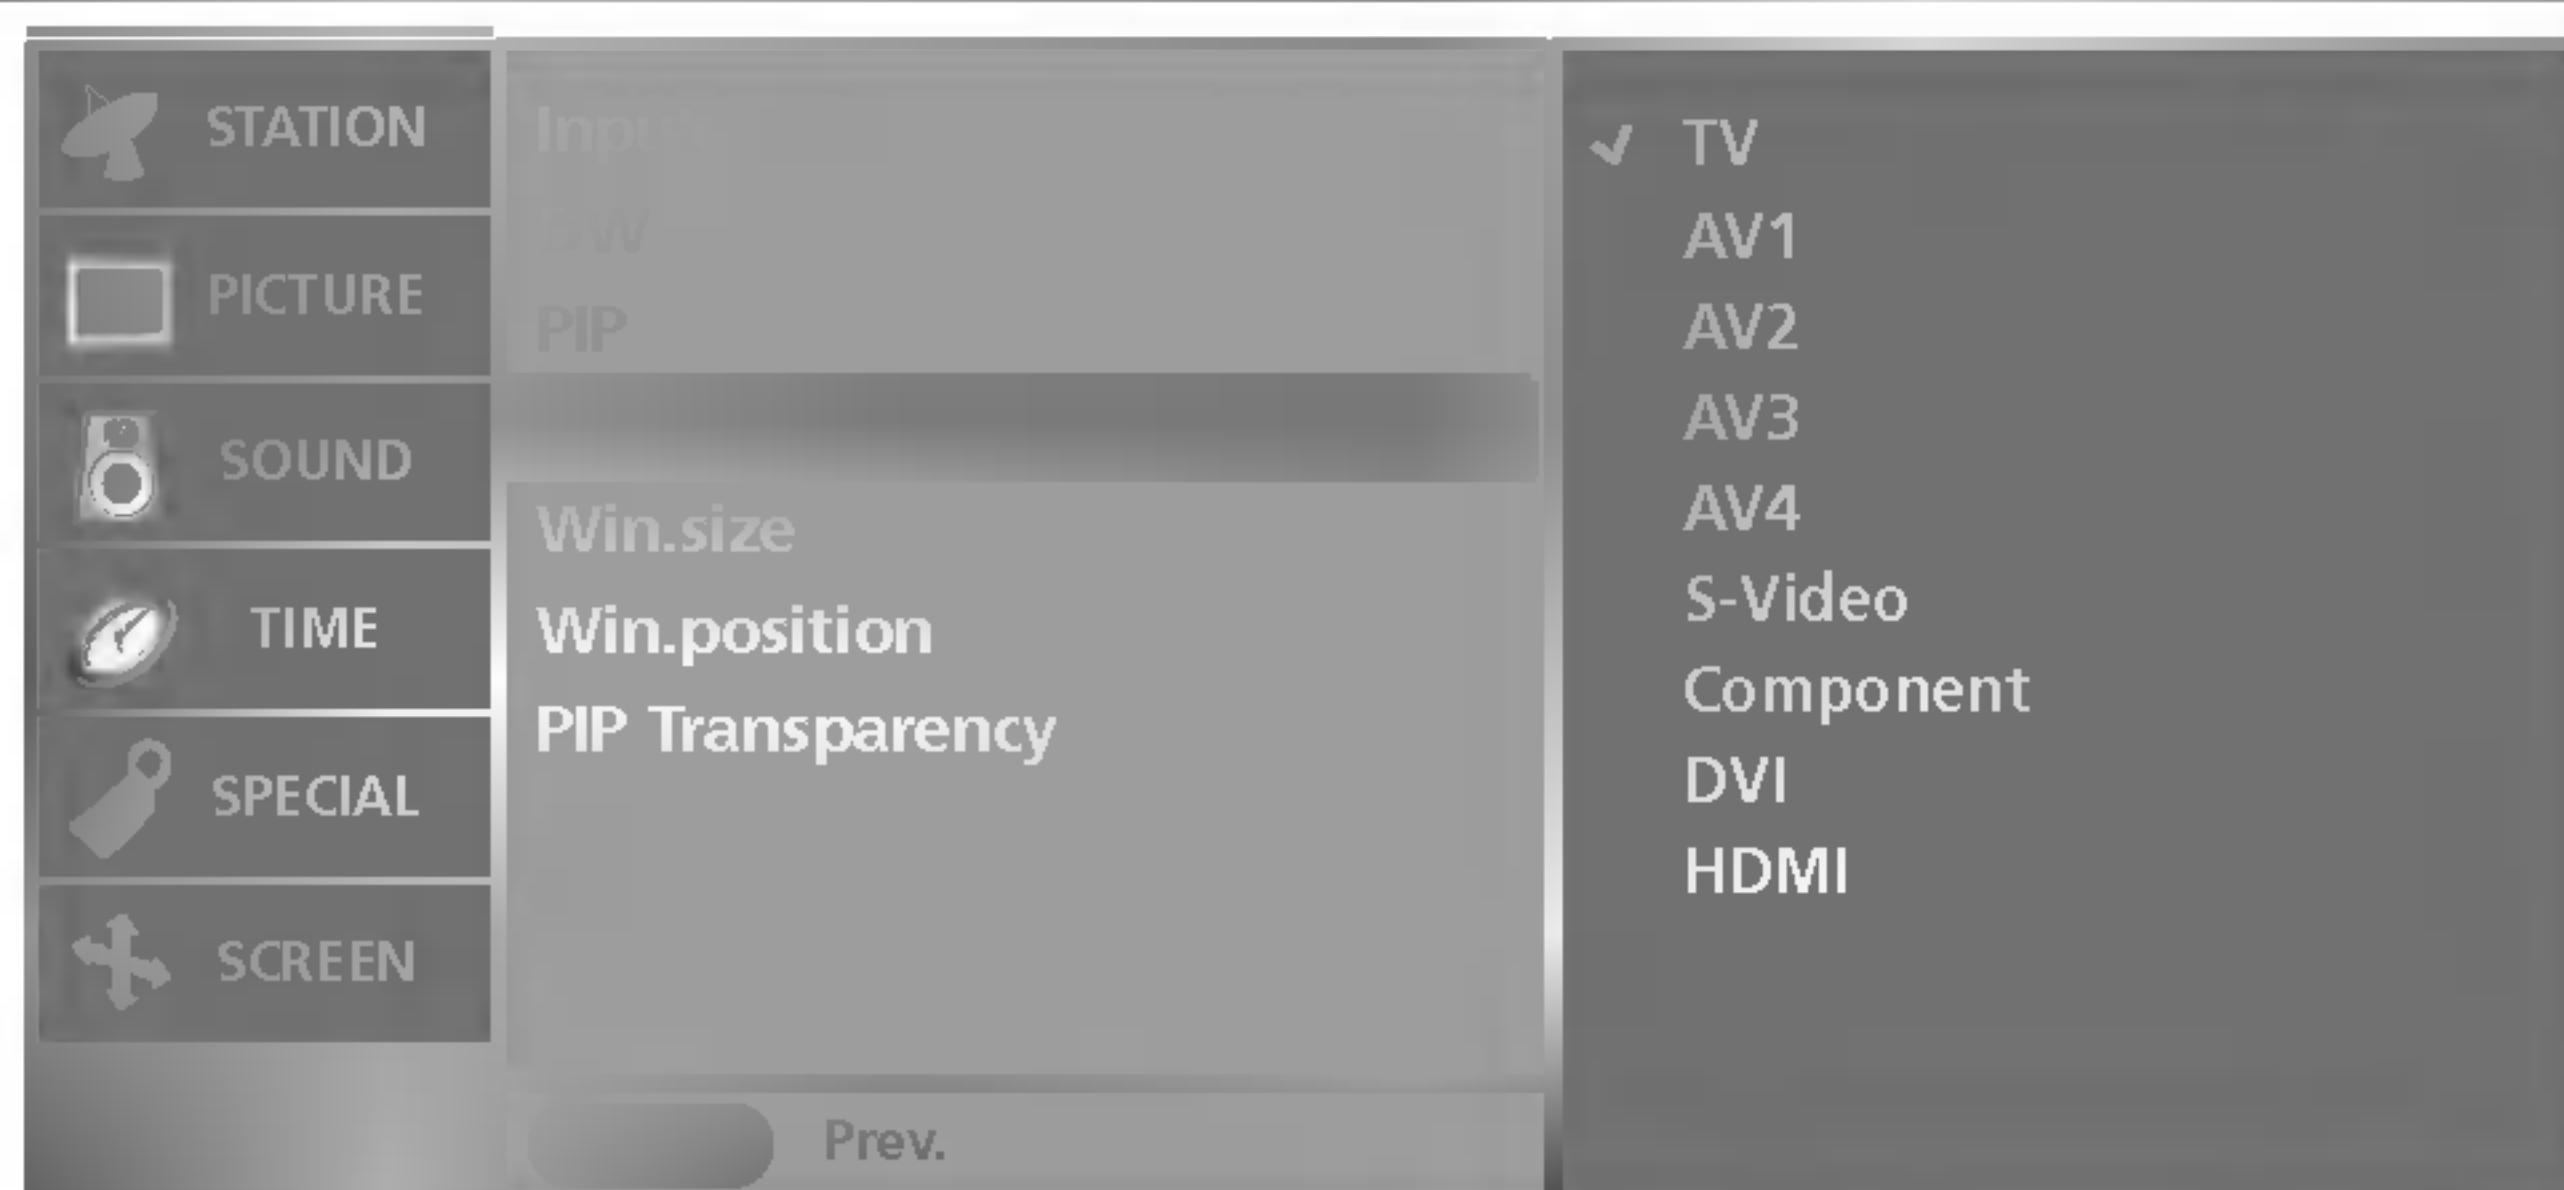 STATION
PICTURE
SOUND
TIME
SPECIAL
SCREEN
PIP
Win.size
Win.position
PIP Transparency
Prev.
TV
AV1
AV2
AV3
AV4
S-Video
Component
DVI
HDMI